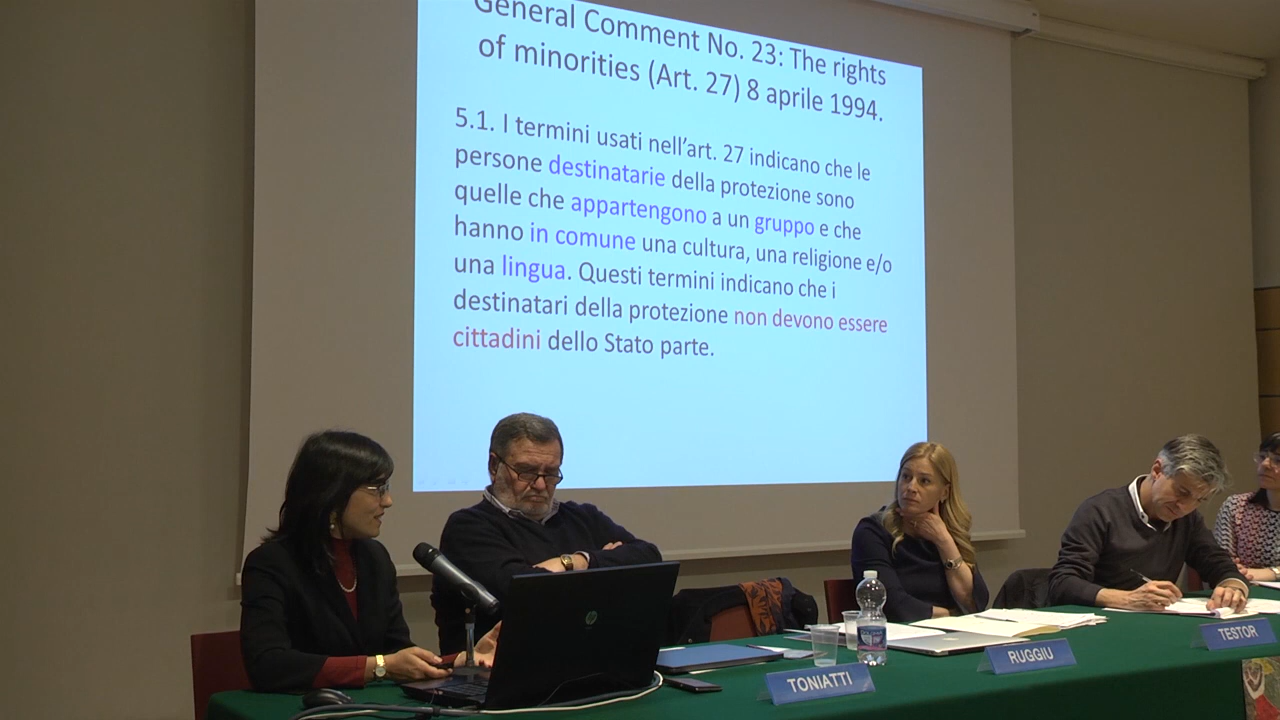 General Comment No. 23: The rights
of minorities (Art. 27) 8 aprile 1994.
5.1. I termini usati nell'art. 27 indicano che le
persone destinatarie della protezione sono
quelle che appartengono a un gruppo e che
hanno in comune una cultura, una religione e/o
una lingua. Questi termini indicano che i
destinatari della protezione non devono essere
cittadini dello Stato parte.
hp
TONIATTI
RUGGIU
TESTOR